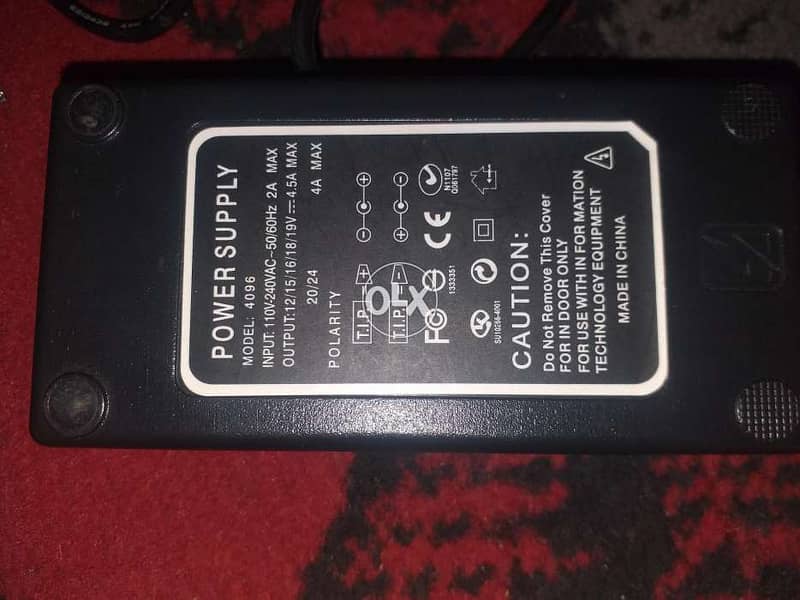 POWER SUPPLY
MODEL: 4096
INPUT: 110V-240VAC~50/60Hz 2A MAX
OUTPUT:12/15/16/18/19V⎓4.5A MAX
20/24 4A MAX
POLARITY
T.I.P
T.I.P
OLX
FC
CE
N1107
1333351
CAUTION:
Do Not Remove This Cover
FOR IN DOOR ONLY
FOR USE WITH IN FOR MATION
TECHNOLOGY EQUIPMENT
MADE IN CHINA